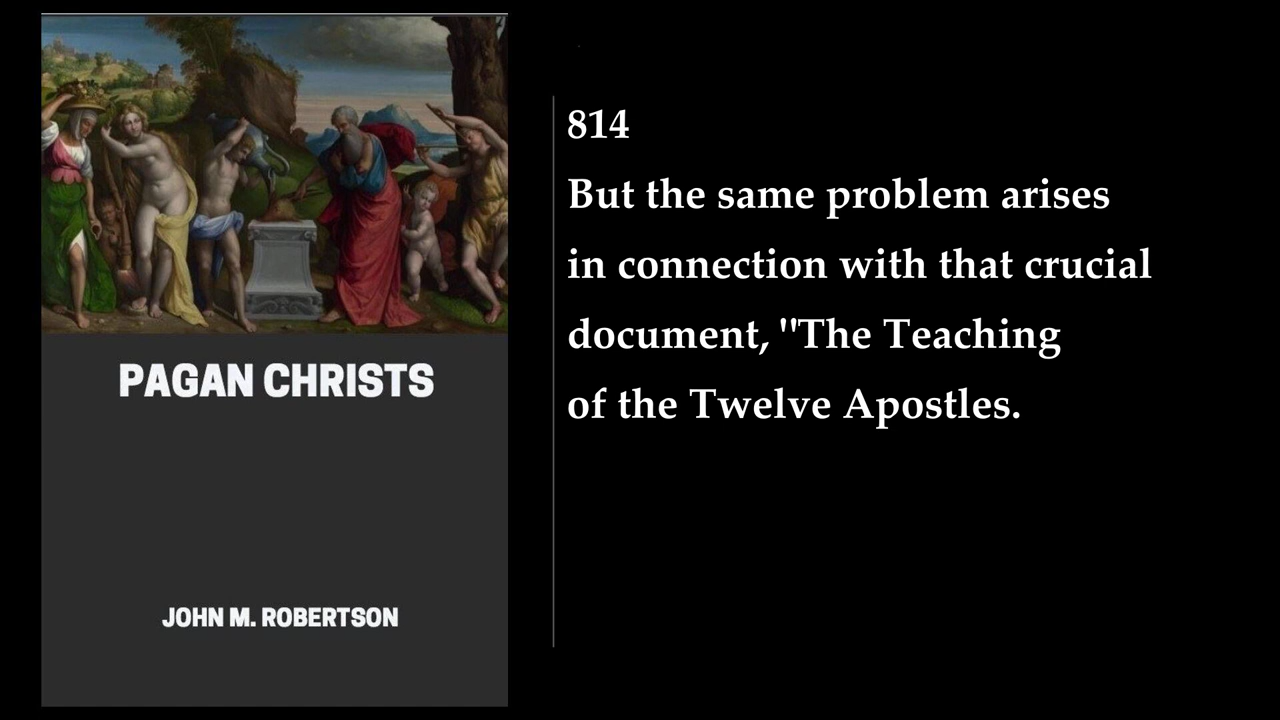 PAGAN CHRISTS
JOHN M. ROBERTSON
814
But the same problem arises
in connection with that crucial
document, "The Teaching
of the Twelve Apostles.